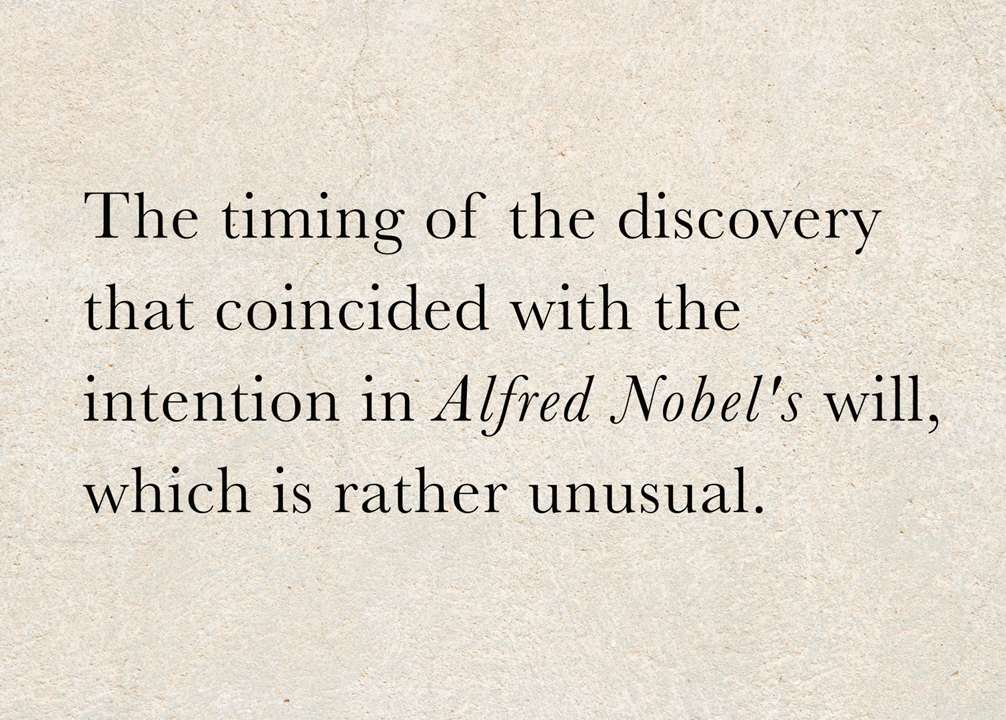 The timing of the discovery
that coincided with the
intention in Alfred Nobel's will,
which is rather unusual.